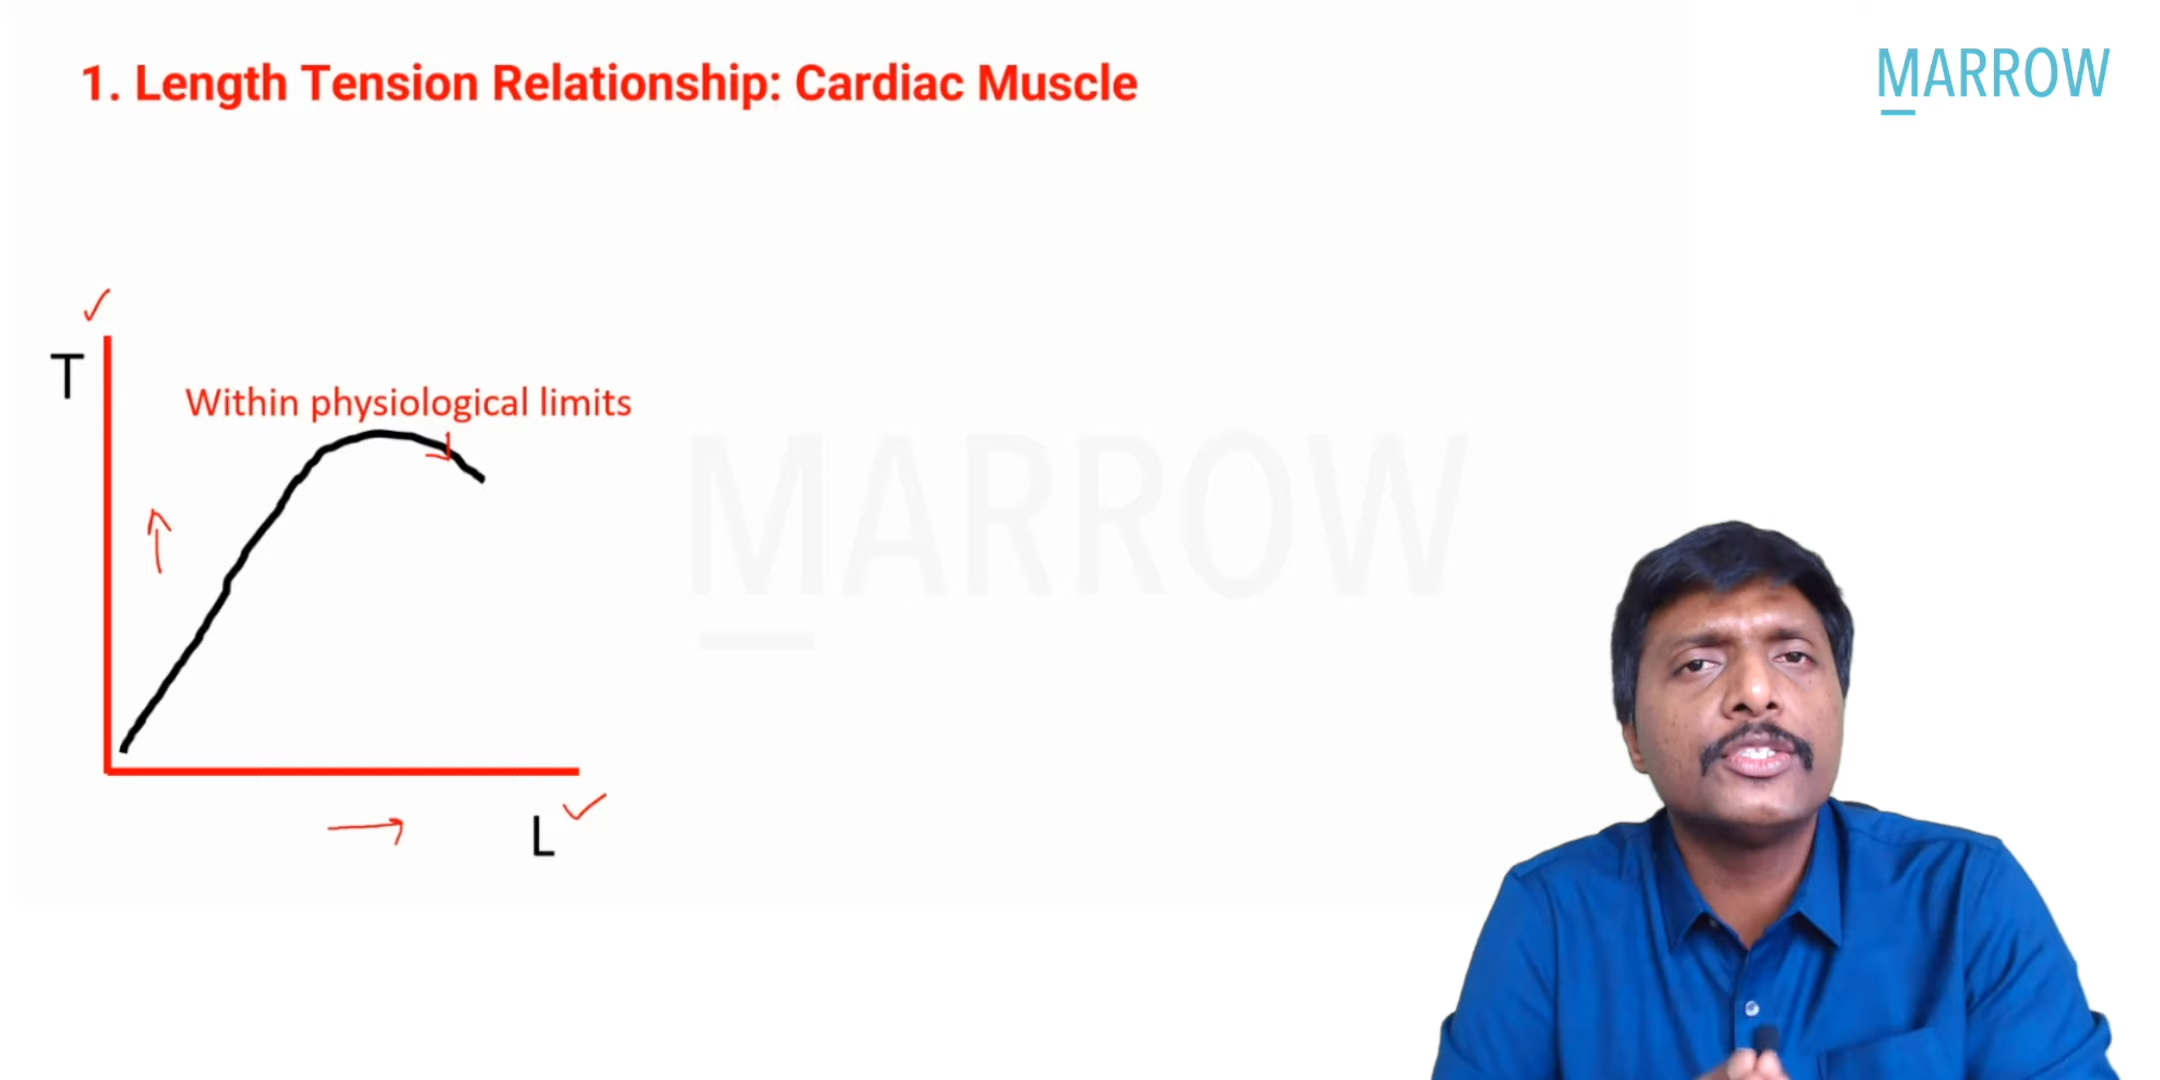 1. Length Tension Relationship: Cardiac Muscle
MARROW
T
Within physiological limits
MARROW
L